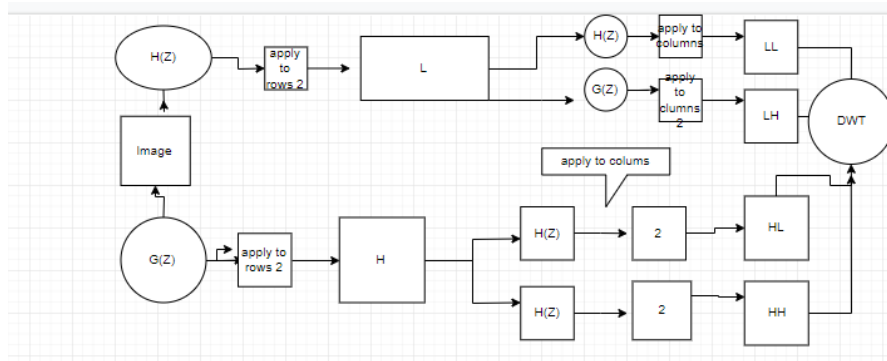 H(Z)
apply
to
rows 2
L
H(Z)
apply to
columns
LL
G(Z)
apply
to
clumns
2
LH
DWT
Image
apply to colums
G(Z)
apply to
rows 2
H
H(Z)
2
HL
H(Z)
2
HH